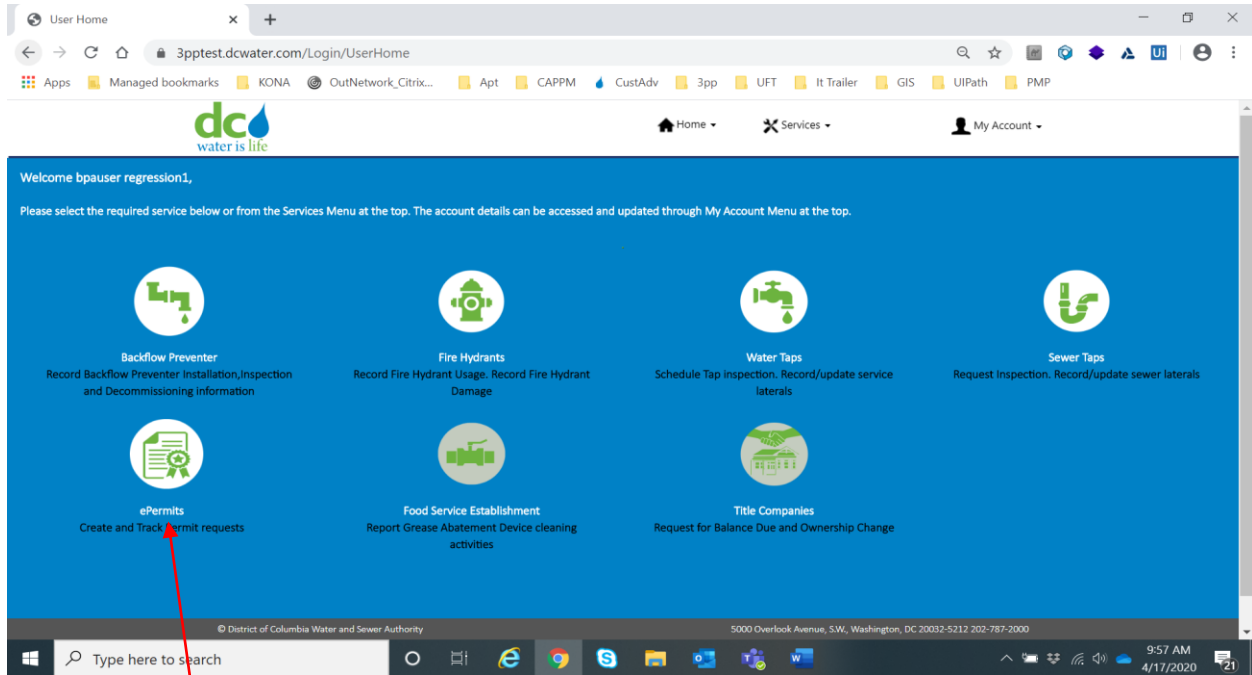 User Home
3pptest.dcwater.com/Login/UserHome
Ui
Apps Managed bookmarks KONA OutNetwork_Citrix... Apt CAPPM CustAdv 3pp UFT It Trailer GIS UIPath PMP
dc
water is life
Home Services My Account
Welcome bpauser regression1,
Please select the required service below or from the Services Menu at the top. The account details can be accessed and updated through My Account Menu at the top.
Backflow Preventer
Record Backflow Preventer Installation,Inspection
and Decommissioning information
Fire Hydrants
Record Fire Hydrant Usage. Record Fire Hydrant
Damage
Water Taps
Schedule Tap inspection. Record/update service
laterals
Sewer Taps
Request Inspection. Record/update sewer laterals
ePermits
Create and Track Permit requests
Food Service Establishment
Report Grease Abatement Device cleaning
activities
Title Companies
Request for Balance Due and Ownership Change
© District of Columbia Water and Sewer Authority
5000 Overlook Avenue, S.W., Washington, DC 20032-5212 202-787-2000
Type here to search
9:57 AM
4/17/2020
21